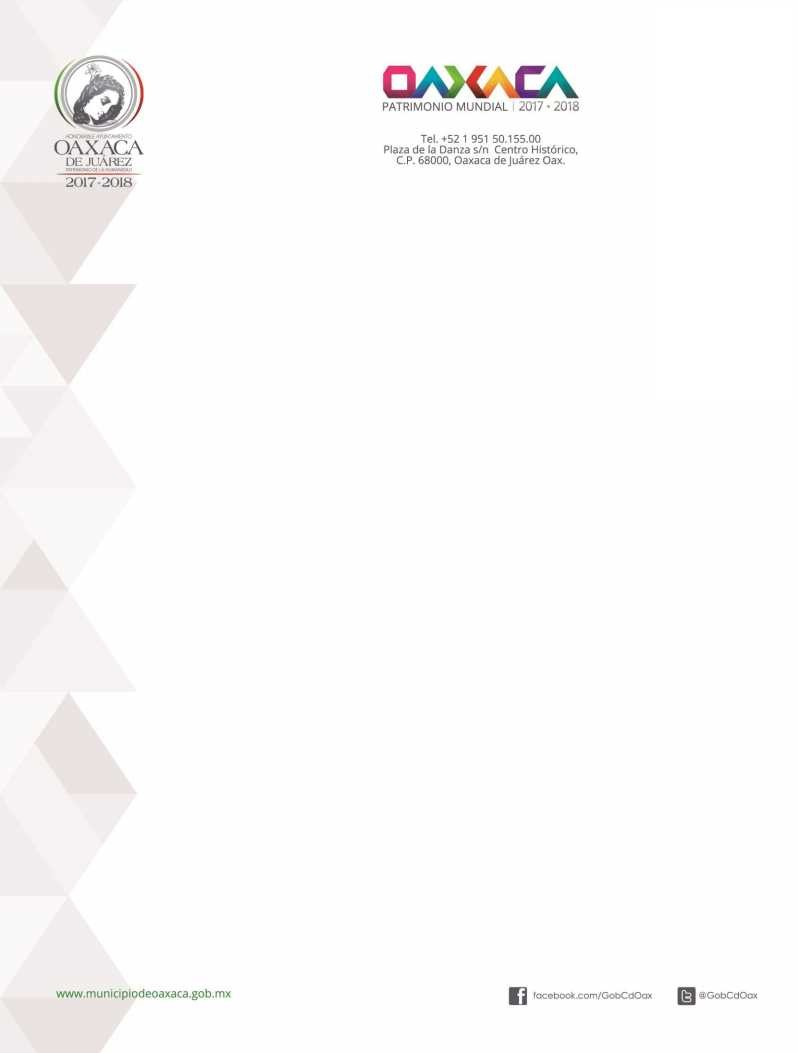 HONORABLE AYUNTAMIENTO
OAXACA
DE JUÁREZ
PATRIMONIO DE LA HUMANIDAD
2017-2018
OAXACA
PATRIMONIO MUNDIAL | 2017 • 2018
Tel. +52 1 951 50.155.00
Plaza de la Danza s/n Centro Histórico,
C.P. 68000, Oaxaca de Juárez Oax.
www.municipiodeoaxaca.gob.mx
facebook.com/GobCdOax
@GobCdOax